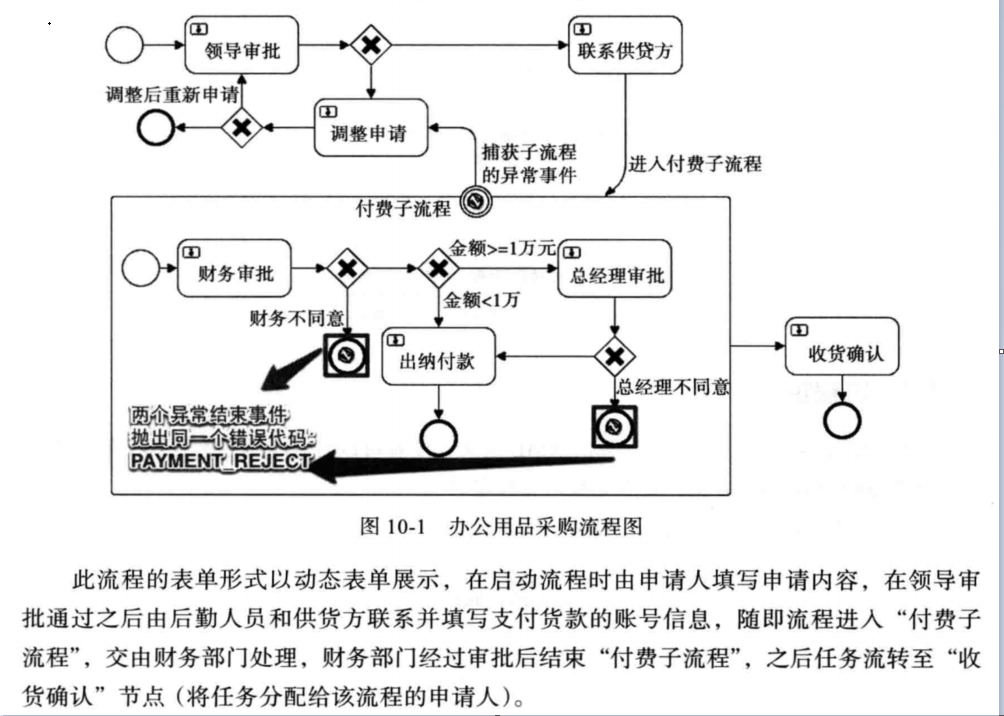 领导审批
联系供货方
调整后重新申请
调整申请
捕获子流程
的异常事件
进入付费子流程
付费子流程
金额>=1万元
财务审批
总经理审批
金额<1万
财务不同意
出纳付款
收货确认
总经理不同意
两个异常结束事件
抛出同一个错误代码:
PAYMENT_REJECT
图 10-1 办公用品采购流程图
此流程的表单形式以动态表单展示，在启动流程时由申请人填写申请内容，在领导审
批通过之后由后勤人员和供货方联系并填写支付货款的账号信息，随即流程进入“付费子
流程”，交由财务部门处理，财务部门经过审批后结束“付费子流程”，之后任务流转至“收
货确认”节点（将任务分配给该流程的申请人）。